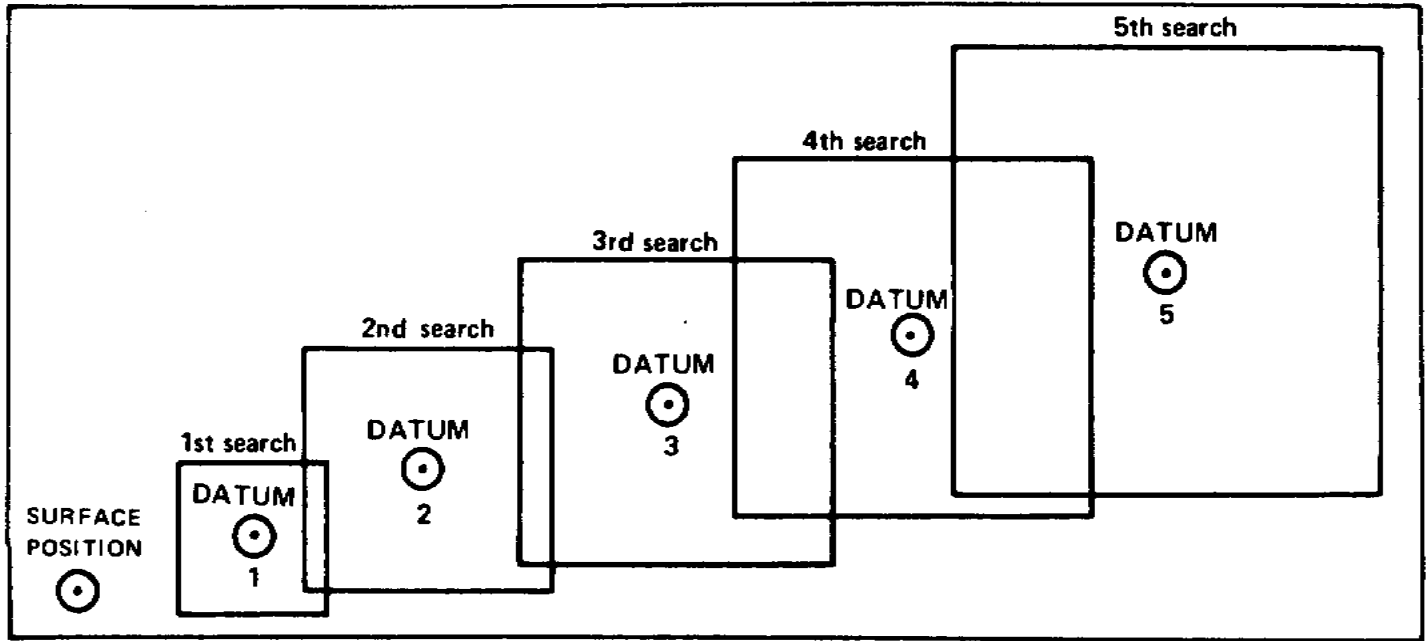 5th search
4th search
DATUM
5
3rd search
DATUM
4
2nd search
DATUM
3
1st search
DATUM
2
DATUM
1
SURFACE
POSITION